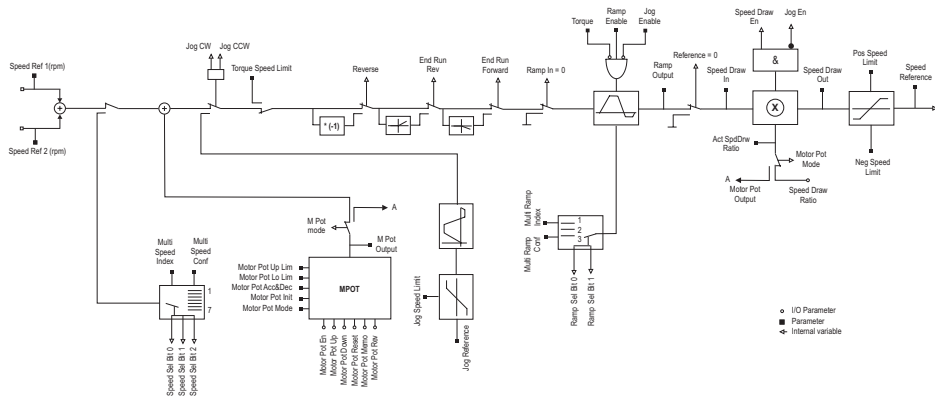 Speed Ref 1(rpm)
Speed Ref 2 (rpm)
Jog CW
Jog CCW
Torque Speed Limit
Reverse
* (-1)
End Run
Rev
End Run
Forward
Ramp In = 0
Torque
Ramp
Enable
Jog
Enable
Ramp
Output
Reference = 0
Speed Draw
In
Speed Draw
En
Jog En
&
X
Speed Draw
Out
Pos Speed
Limit
Neg Speed
Limit
Speed
Reference
Act SpdDrw
Ratio
Motor Pot
Mode
A
Motor Pot
Output
Speed Draw
Ratio
Multi
Speed
Index
Multi
Speed
Conf
1
7
Speed Sel Bit 0
Speed Sel Bit 1
Speed Sel Bit 2
M Pot
mode
A
M Pot
Output
Motor Pot Up Lim
Motor Pot Lo Lim
Motor Pot Acc&Dec
Motor Pot Init
Motor Pot Mode
MPOT
Motor Pot En
Motor Pot Up
Motor Pot Down
Motor Pot Reset
Motor Pot Memo
Motor Pot Rev
Jog Speed Limit
Jog Reference
Multi Ramp
Index
Multi Ramp
Conf
1
2
3
Ramp Sel Bit 0
Ramp Sel Bit 1
I/O Parameter
Parameter
Internal variable